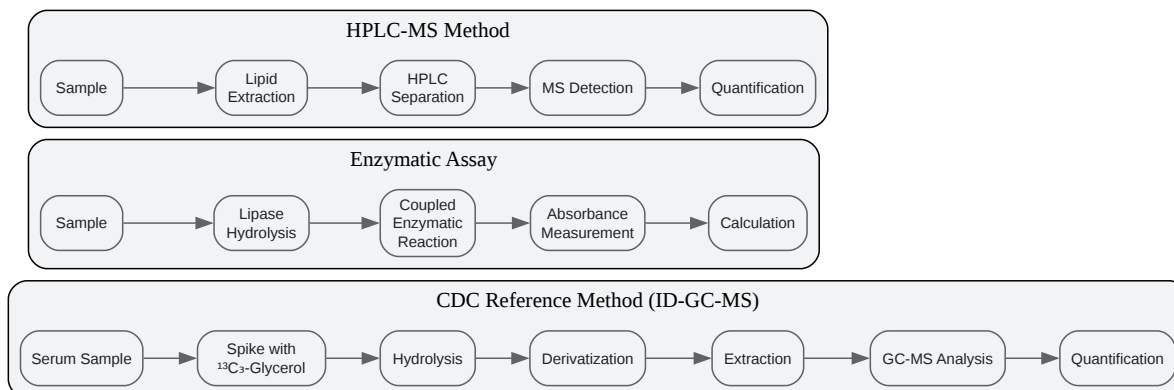 HPLC-MS Method
Sample
Lipid
Extraction
HPLC
Separation
MS Detection
Quantification
Enzymatic Assay
Sample
Lipase
Hydrolysis
Coupled
Enzymatic
Reaction
Absorbance
Measurement
Calculation
CDC Reference Method (ID-GC-MS)
Serum Sample
Spike with
¹³C₃-Glycerol
Hydrolysis
Derivatization
Extraction
GC-MS Analysis
Quantification